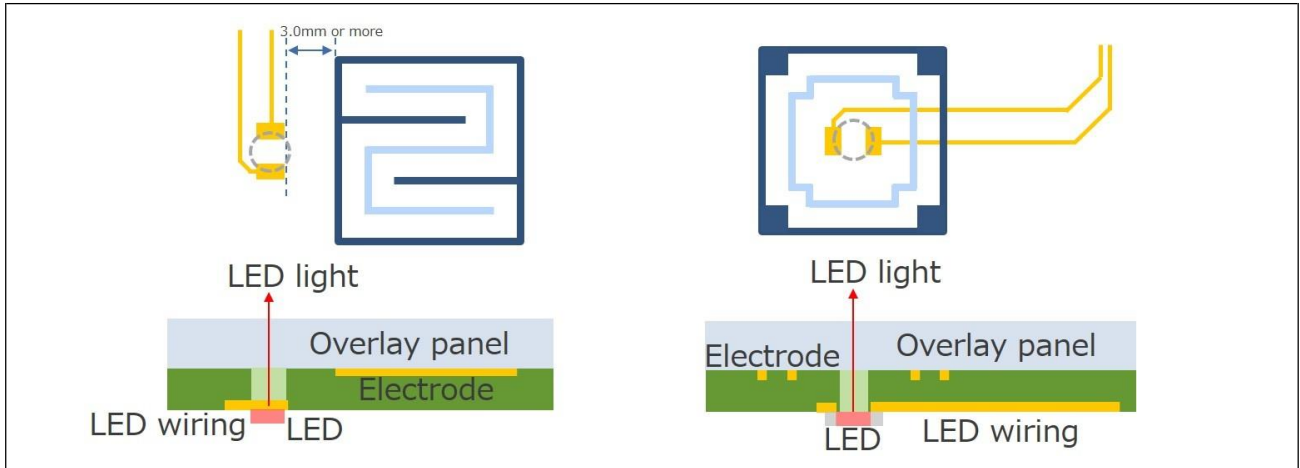 3.0mm or more
LED light
Overlay panel
Electrode
LED wiring
LED
LED light
Electrode
Overlay panel
LED
LED wiring